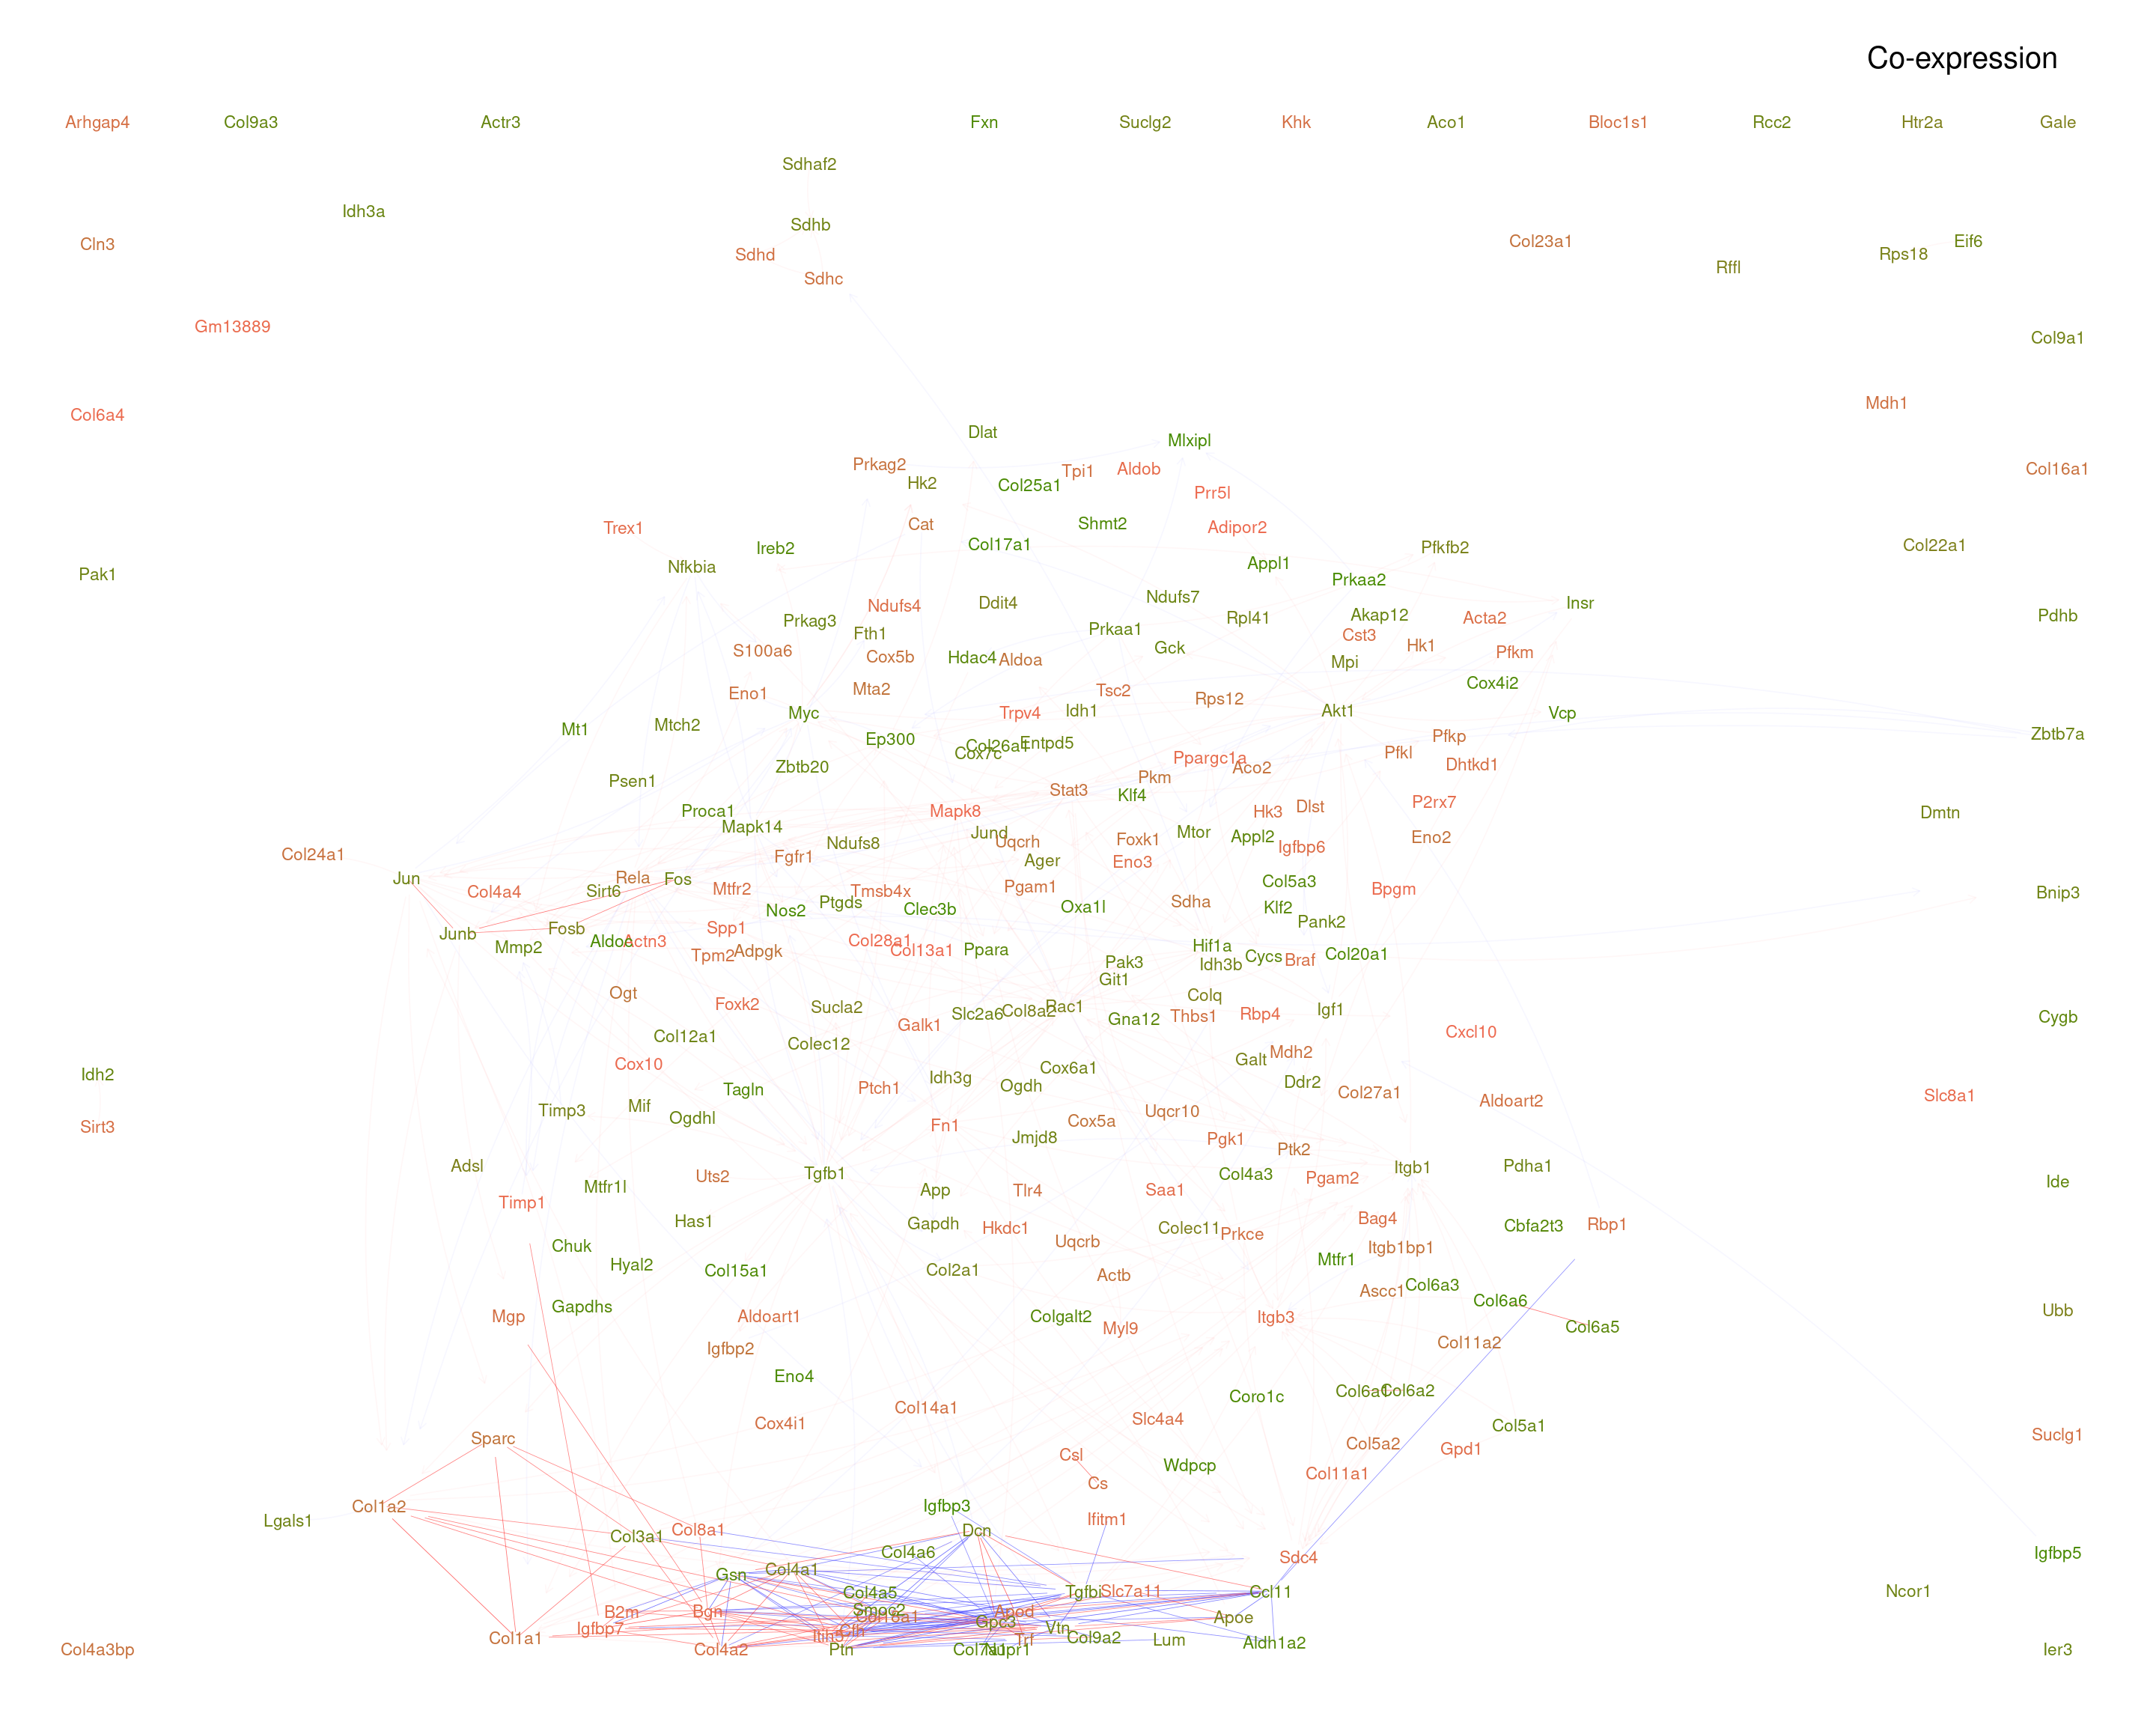 Co-expression
Arhgap4 Col9a3 Actr3 Fxn Suclg2 Khk Aco1 Bloc1s1 Rcc2 Htr2a Gale
Sdhaf2
Idh3a
Sdhb
Cln3 Sdhd Col23a1 Rps18 Eif6
Sdhc Rffl
Gm13889
Col9a1
Mdh1
Col6a4
Dlat Mlxipl
Prkag2 Tpi1 Aldob Col16a1
Hk2 Col25a1 Prr5l
Trex1 Cat Shmt2 Adipor2
Ireb2 Col17a1 Pfkfb2 Col22a1
Pak1 Nfkbia Appl1 Prkaa2
Ndufs4 Ddit4 Ndufs7 Insr
Prkag3 Fth1 Prkaa1 Rpl41 Akap12 Acta2 Pdhb
S100a6 Cox5b Hdac4 Aldoa Gck Cst3 Mpi Hk1 Pfkm
Eno1 Mta2 Tsc2 Rps12 Cox4i2
Mt1 Mtch2 Myc Trpv4 Idh1 Akt1 Vcp
Ep300 Col26a1 Cox7c Entpd5 Pfkp Zbtb7a
Psen1 Zbtb20 Ppargc1a Aco2 Pfkl Dhtkd1
Stat3 Pkm Klf4
Proca1 Mapk8 Hk3 Dlst P2rx7 Dmtn
Mapk14 Ndufs8 Jund Uqcrh Foxk1 Mtor Appl2 Igfbp6 Eno2
Col24a1 Fgfr1 Ager Eno3
Jun Col4a4 Sirt6 Rela Fos Mtfr2 Tmsb4x Pgam1 Col5a3 Bpgm Bnip3
Nos2 Ptgds Clec3b Oxa1l Sdha Klf2 Pank2
Junb Fosb Spp1
Mmp2 Actn3 Tpm2 Adpgk Col28a1 Col13a1 Ppara Hif1a Cycs Braf Col20a1
Pak3 Idh3b
Ogt Foxk2 Sucla2 Git1 Colq
Galk1 Slc2a6 Col8a2 Rac1 Gna12 Thbs1 Rbp4 Igf1 Cygb
Col12a1 Colec12 Cxcl10
Cox10 Mdh2 Galt
Idh2 Tagln Ptch1 Idh3g Ogdh Cox6a1 Ddr2 Col27a1 Slc8a1
Sirt3 Timp3 Mif Ogdhl Fn1 Cox5a Uqcr10 Aldoart2
Jmjd8 Pgk1 Ptk2
Adsl Uts2 Tgfb1 Col4a3 Pgam2 Itgb1 Pdha1
Timp1 Mtfr1l App Tlr4 Saa1 Ide
Has1 Gapdh Hkdc1 Colec11 Prkce Bag4 Cbfa2t3 Rbp1
Chuk Hyal2 Uqcrb Mtfr1 Itgb1bp1
Col15a1 Col2a1 Actb Ascc1 Col6a3
Mgp Gapdhs Aldoart1 Colgalt2 Myl9 Itgb3 Col6a6 Col6a5 Ubb
Igfbp2 Eno4 Col11a2
Cox4i1 Col14a1 Slc4a4 Coro1c Col6a1 Col6a2 Col5a1
Sparc Csl Cs Wdpcp Col11a1 Col5a2 Gpd1 Suclg1
Col1a2 Lgals1 Col3a1 Col8a1 Igfbp3 Dcn Ifitm1
Gsn Col4a1 Col4a6 Sdc4 Igfbp5
Col4a5 Tgfbi Slc7a11 Ccl11 Ncor1
B2m Bgn Smoc2 Gpc3 Apod Apoe
Col1a1 Igfbp7 Vtn Col9a2
Col4a3bp Col4a2 Ptn Nupr1 Trf Lum Aldh1a2 Ier3